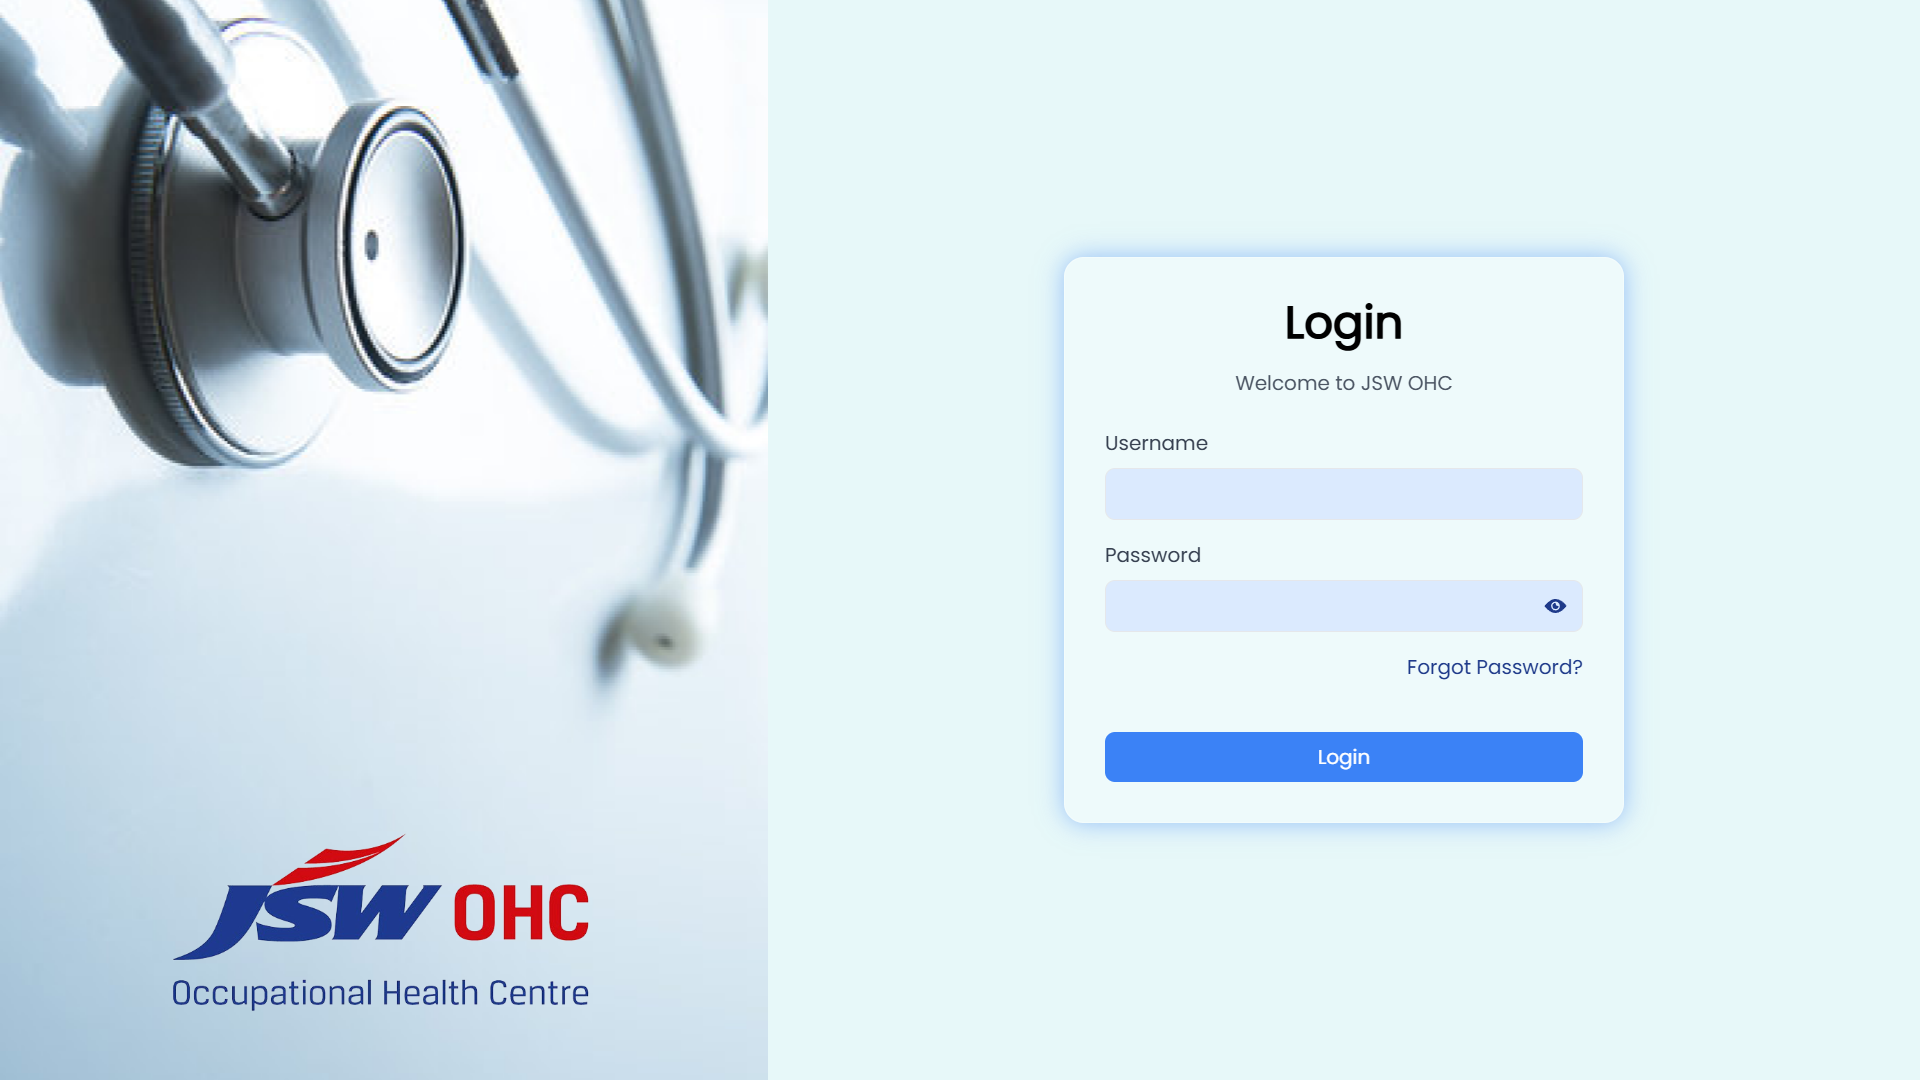 JSW OHC
Occupational Health Centre
Login
Welcome to JSW OHC
Username
Password
Forgot Password?
Login